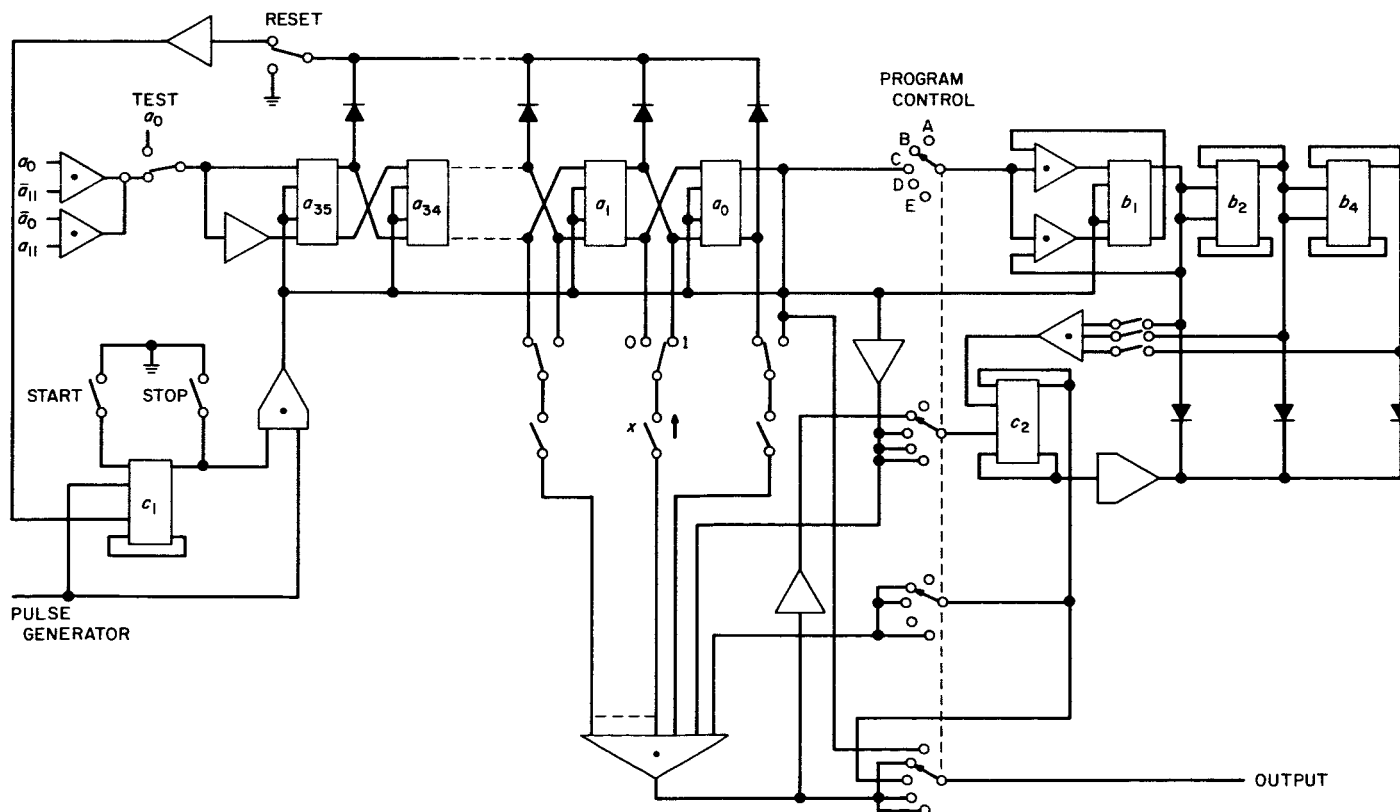 RESET
TEST
a₀
a₀
ā₁₁
ā₀
a₁₁
a₃₅
a₃₄
a₁
a₀
PROGRAM
CONTROL
A
B
C
D
E
b₁
b₂
b₄
0
1
START
STOP
x
c₂
c₁
PULSE
GENERATOR
OUTPUT